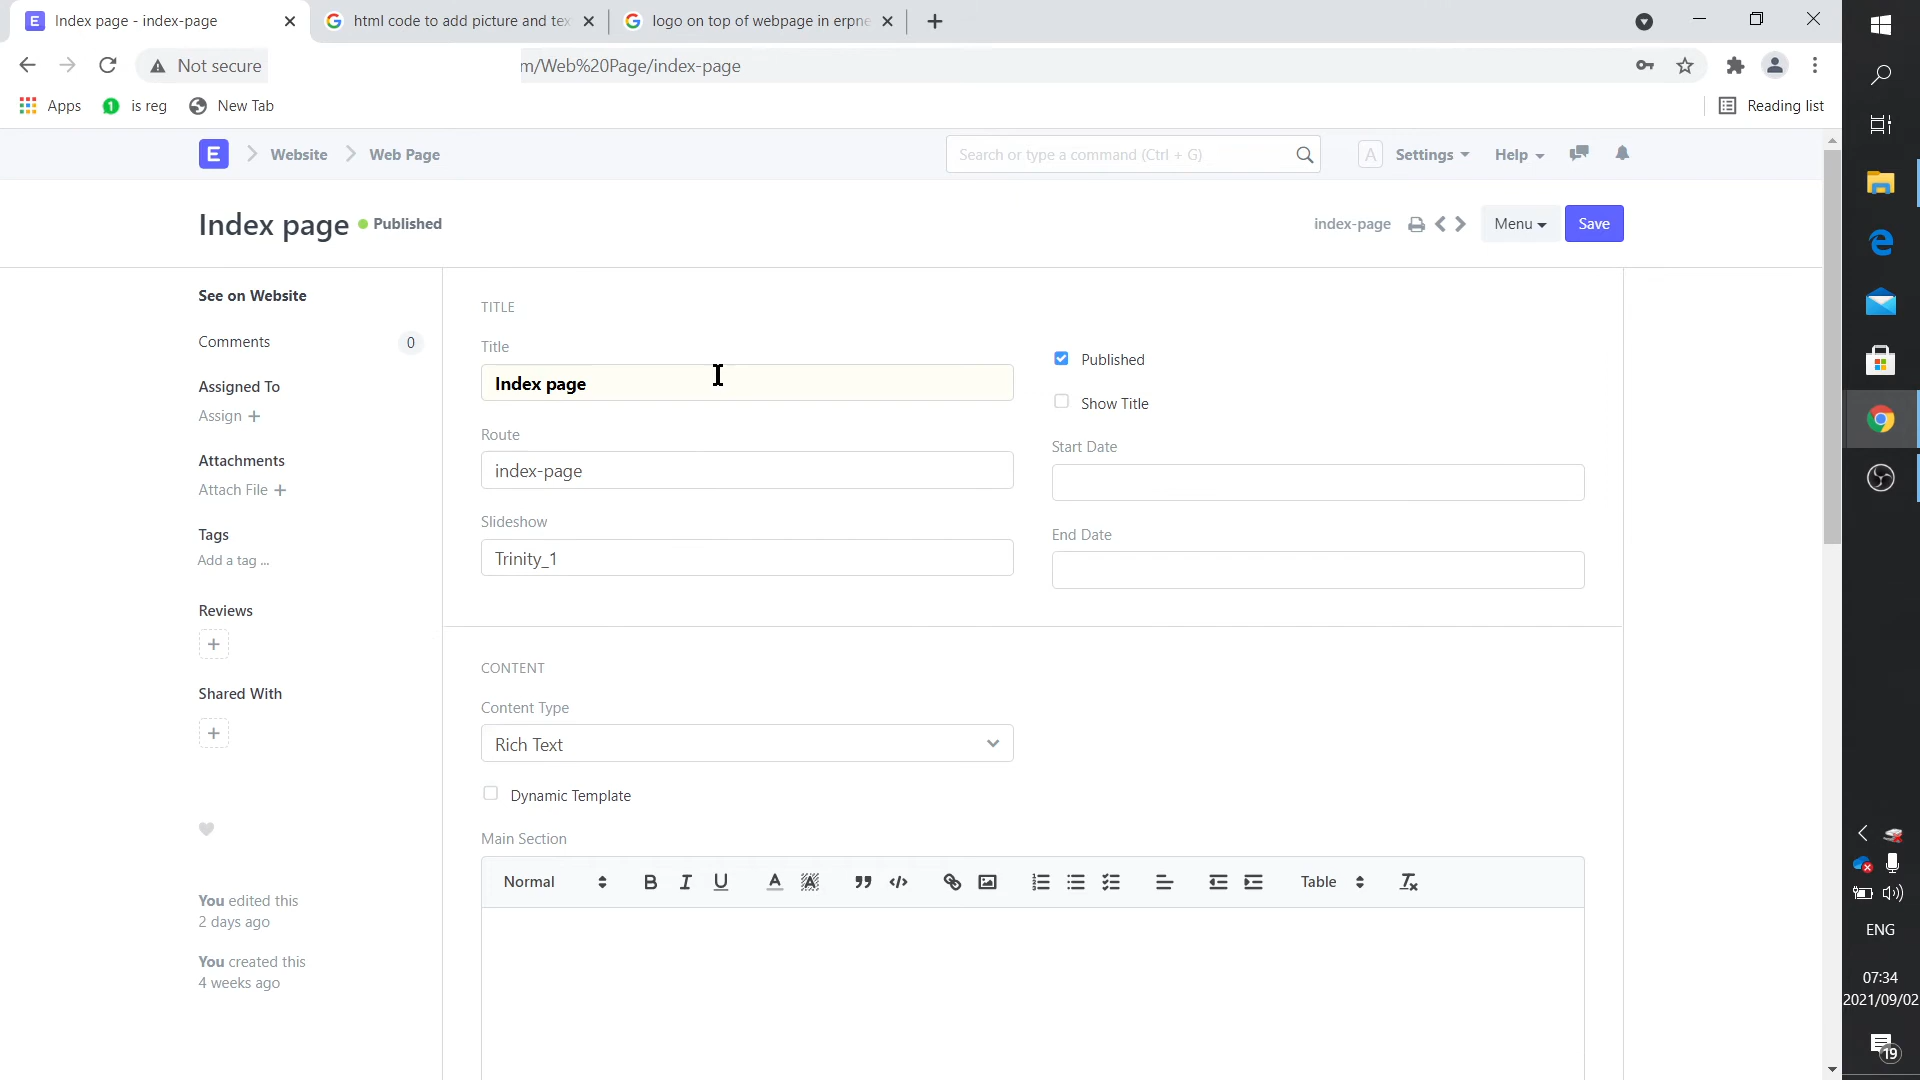 Index page - index-page
html code to add picture and tex
logo on top of webpage in erpne
Not secure
m/Web%20Page/index-page
Apps
1
is reg
New Tab
Reading list
E
Website
Web Page
Search or type a command (Ctrl + G)
A
Settings
Help
Index page
Published
index-page
Menu
Save
See on Website
Comments
0
Assigned To
Assign +
Attachments
Attach File +
Tags
Add a tag ...
Reviews
+
Shared With
+
You edited this
2 days ago
You created this
4 weeks ago
TITLE
Title
Index page
Route
index-page
Slideshow
Trinity_1
Published
Show Title
Start Date
End Date
CONTENT
Content Type
Rich Text
Dynamic Template
Main Section
Normal
B
I
U
A
A
Table
ENG
07:34
2021/09/02
19